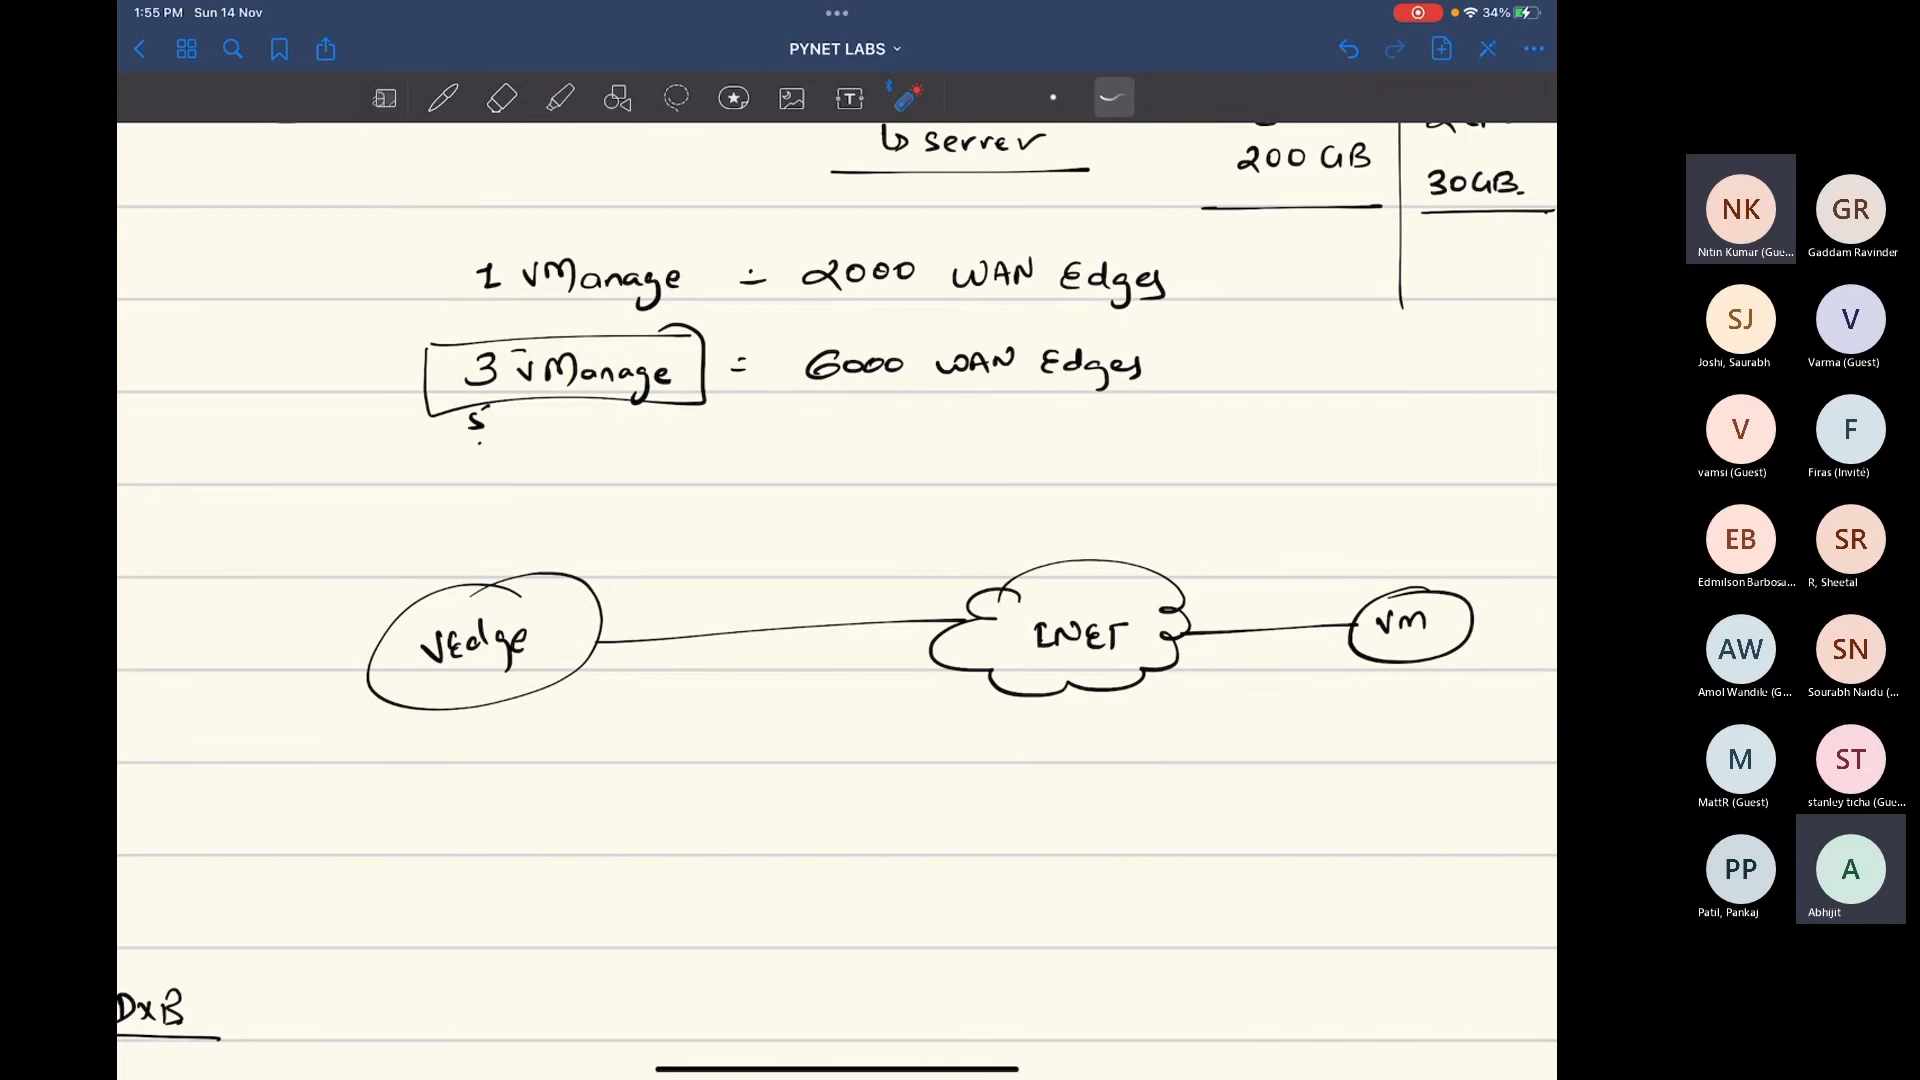 1:55 PM Sun 14 Nov
34%
PYNET LABS
↳ server
200 GB
30GB.
1 vManage ÷ 2000 WAN Edges
3 vManage = 6000 WAN Edges
5
vEdge
INET
vM
DxB
NK
Nitin Kumar (Gue...
GR
Gaddam Ravinder
SJ
Joshi, Saurabh
V
Varma (Guest)
V
vamsi (Guest)
F
Firas (Invité)
EB
Edmilson Barbosa...
SR
R, Sheetal
AW
Amol Wandile (G...
SN
Sourabh Naidu (...
M
MattR (Guest)
ST
stanley ticha (Gue...
PP
Patil, Pankaj
A
Abhijit